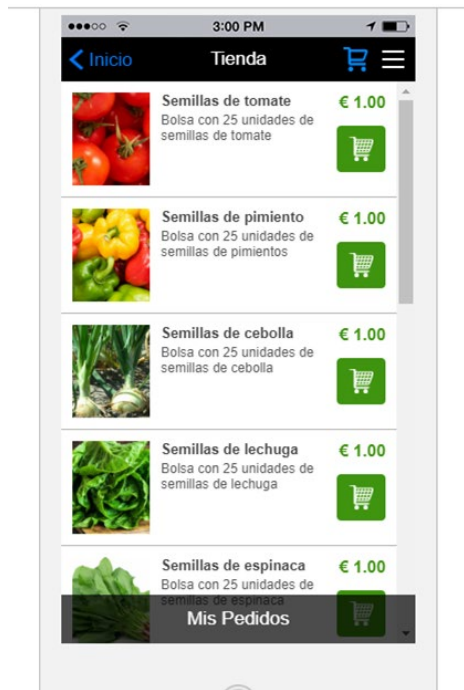 3:00 PM
Inicio
Tienda
Semillas de tomate
€ 1.00
Bolsa con 25 unidades de
semillas de tomate
Semillas de pimiento
€ 1.00
Bolsa con 25 unidades de
semillas de pimientos
Semillas de cebolla
€ 1.00
Bolsa con 25 unidades de
semillas de cebolla
Semillas de lechuga
€ 1.00
Bolsa con 25 unidades de
semillas de lechuga
Semillas de espinaca
€ 1.00
Bolsa con 25 unidades de
semillas de espinaca
Mis Pedidos